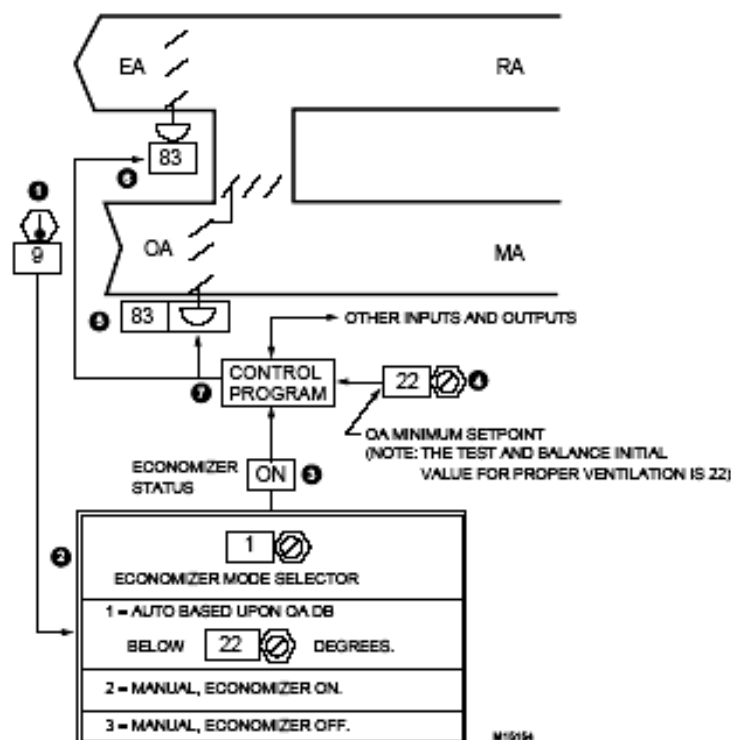 EA
RA
83
6
1
9
OA
MA
5
83
OTHER INPUTS AND OUTPUTS
7
CONTROL
PROGRAM
22
4
OA MINIMUM SETPOINT
(NOTE: THE TEST AND BALANCE INITIAL
VALUE FOR PROPER VENTILATION IS 22)
ECONOMIZER
STATUS
ON
3
2
1
ECONOMIZER MODE SELECTOR
1 = AUTO BASED UPON OA DB
BELOW 22 DEGREES.
2 = MANUAL, ECONOMIZER ON.
3 = MANUAL, ECONOMIZER OFF.
M15154